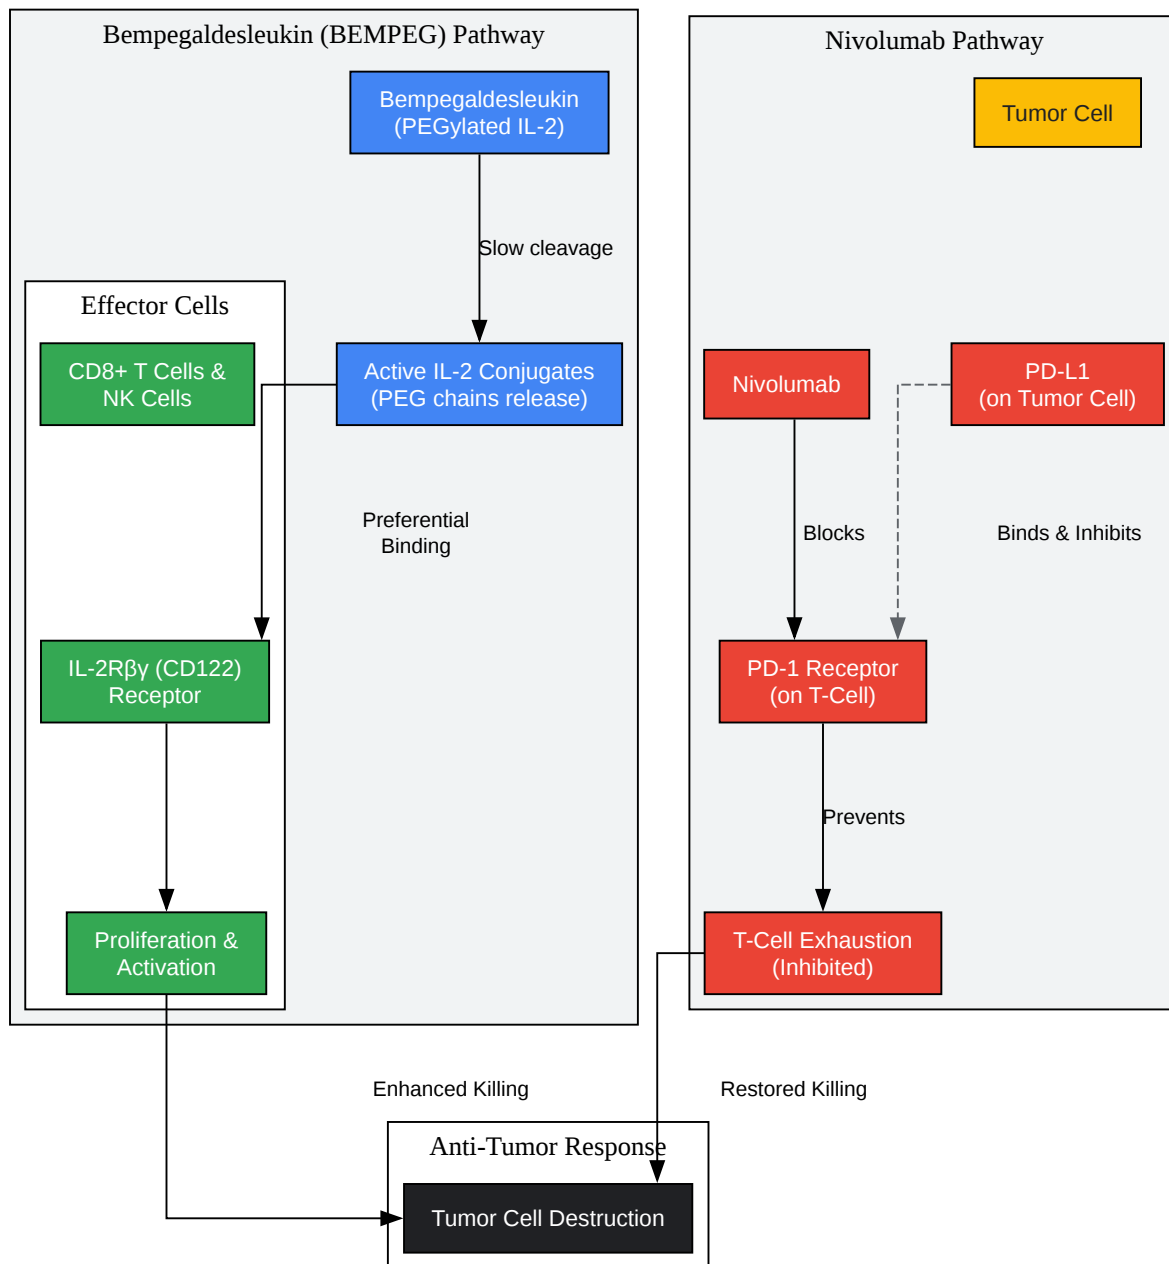 Bempegaldesleukin (BEMPEG) Pathway
Bempegaldesleukin
(PEGylated IL-2)
Slow cleavage
Effector Cells
CD8+ T Cells &
NK Cells
Active IL-2 Conjugates
(PEG chains release)
Preferential
Binding
IL-2Rβγ (CD122)
Receptor
Proliferation &
Activation
Nivolumab Pathway
Tumor Cell
Nivolumab
PD-L1
(on Tumor Cell)
Blocks
Binds & Inhibits
PD-1 Receptor
(on T-Cell)
Prevents
T-Cell Exhaustion
(Inhibited)
Enhanced Killing
Restored Killing
Anti-Tumor Response
Tumor Cell Destruction